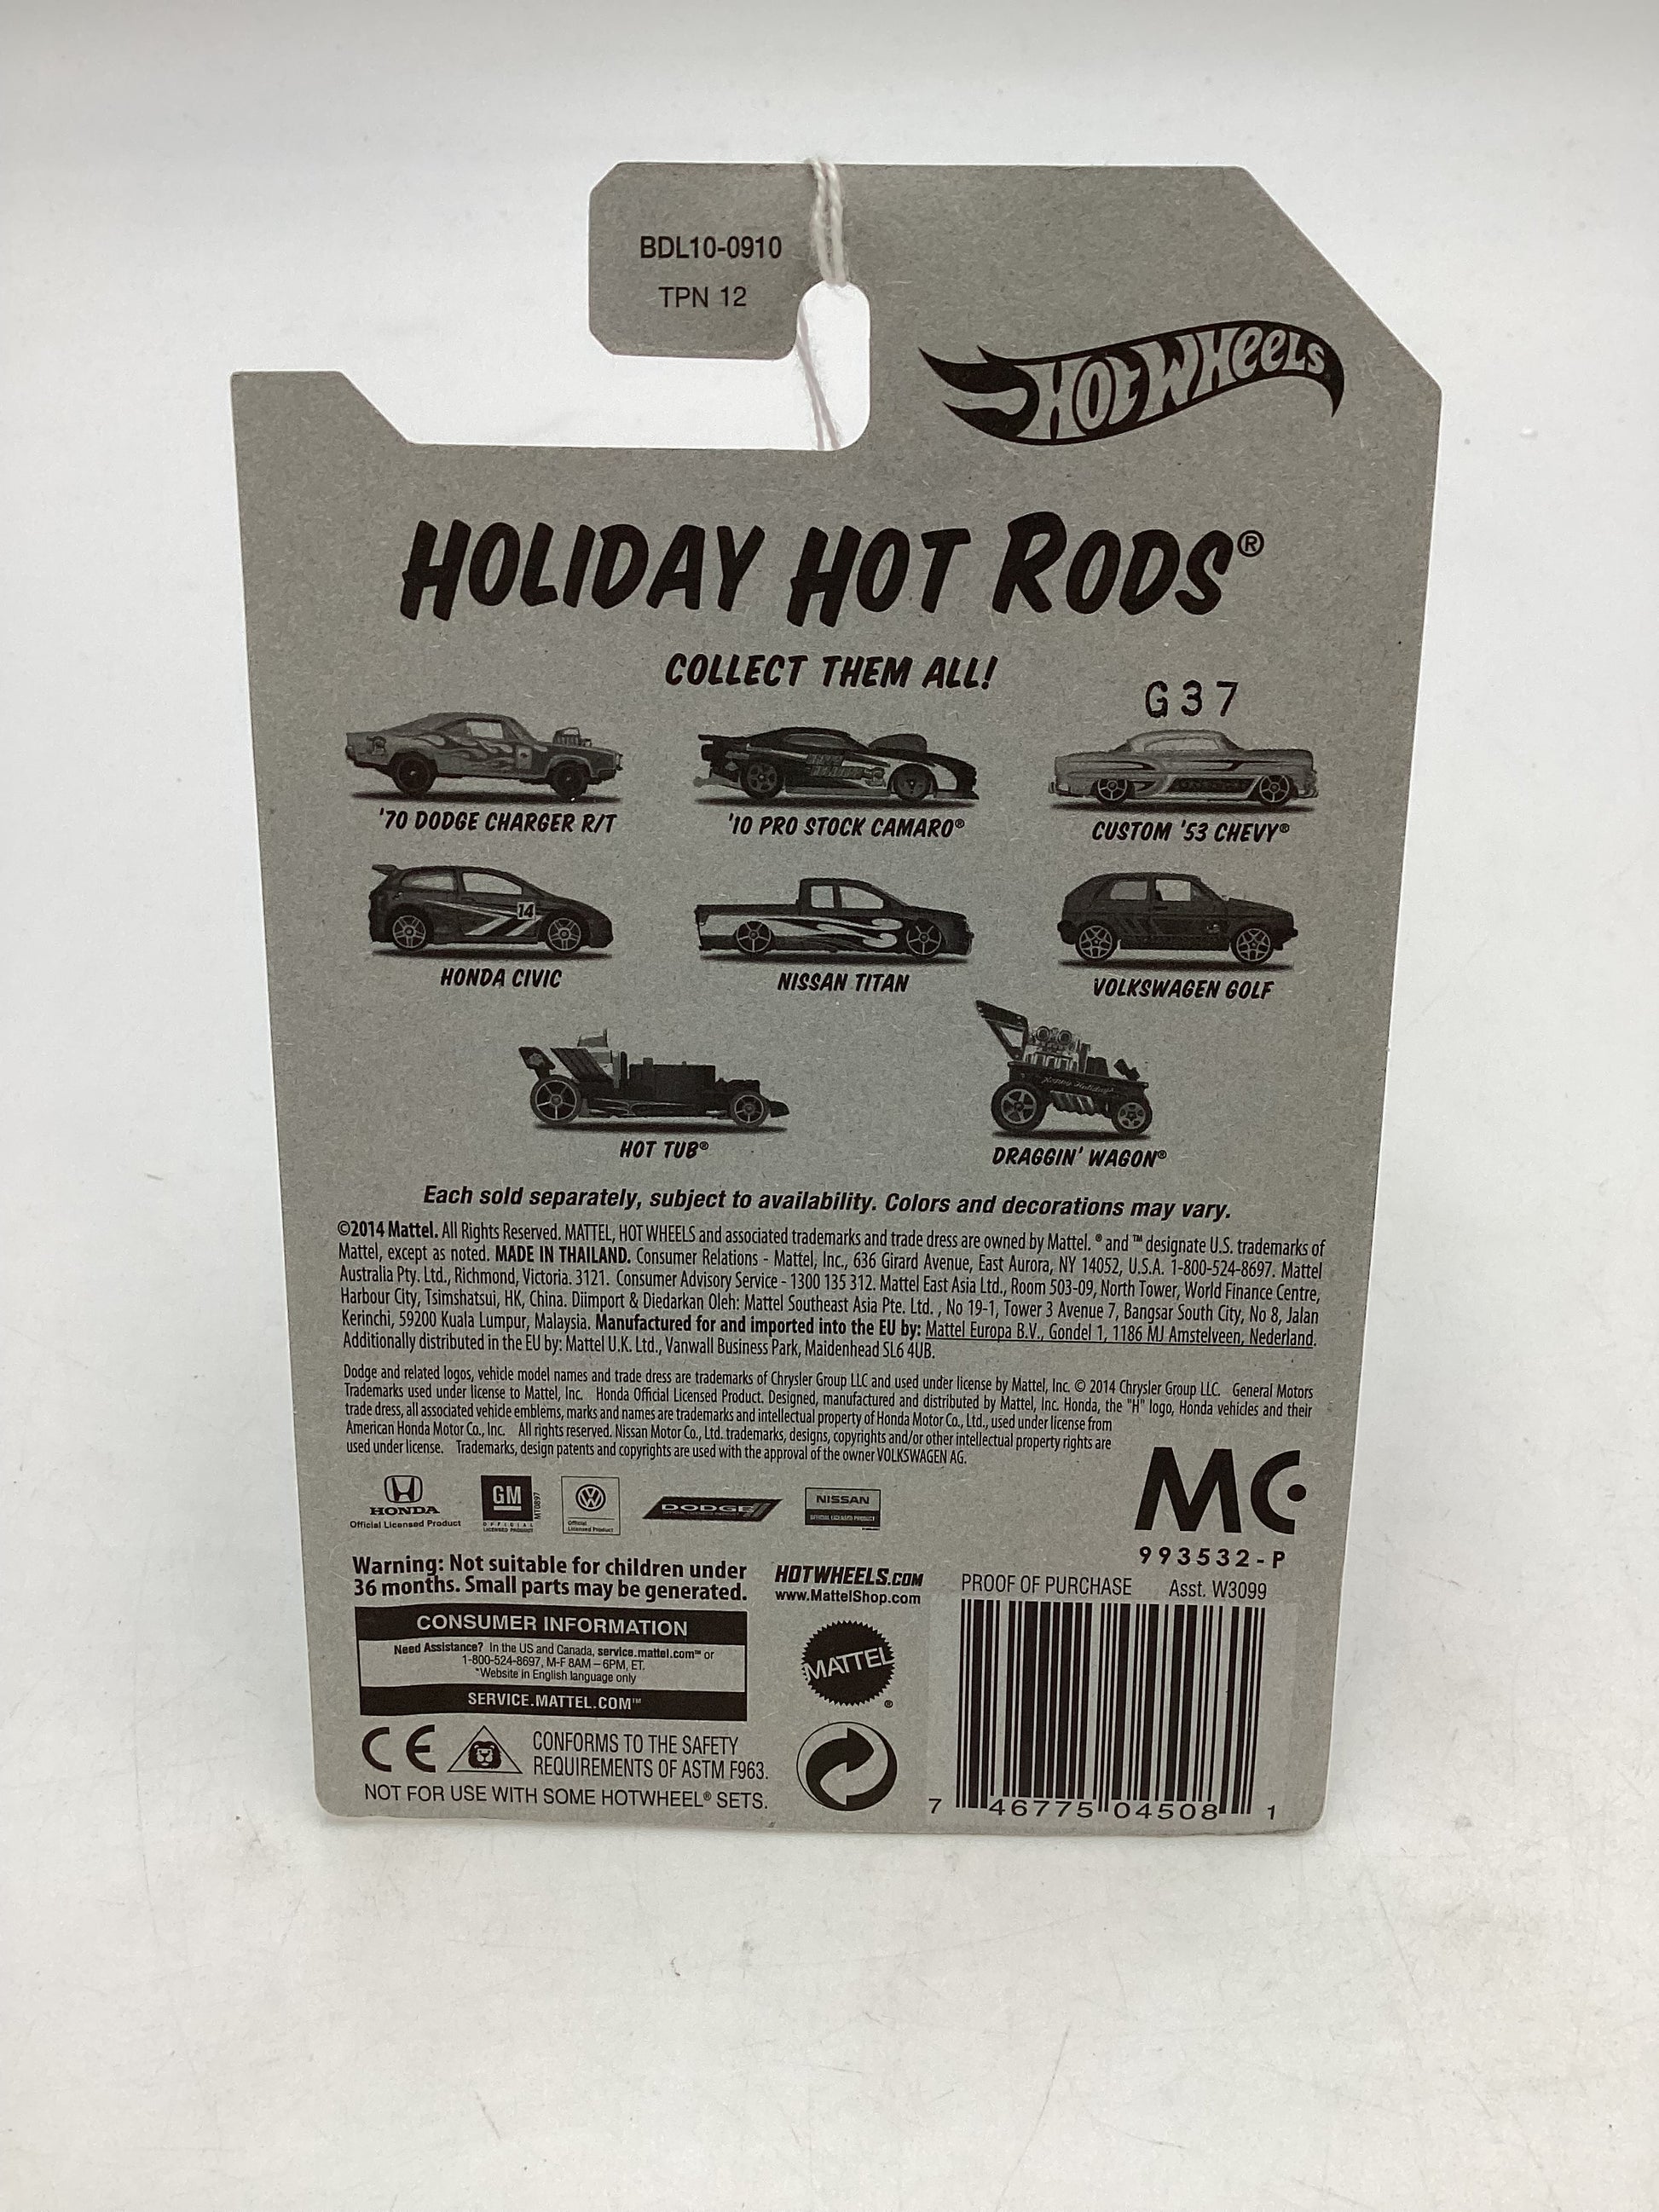 BDL10-0910
TPN 12
HOT WHEELS
HOLIDAY HOT RODS®
COLLECT THEM ALL!
G37
'70 DODGE CHARGER R/T
'10 PRO STOCK CAMARO®
CUSTOM '53 CHEVY®
14
HONDA CIVIC
NISSAN TITAN
VOLKSWAGEN GOLF
Happy Holidays
HOT TUB®
DRAGGIN' WAGON®
Each sold separately, subject to availability. Colors and decorations may vary.
©2014 Mattel. All Rights Reserved. MATTEL, HOT WHEELS and associated trademarks and trade dress are owned by Mattel. ® and ™ designate U.S. trademarks of
Mattel, except as noted. MADE IN THAILAND. Consumer Relations - Mattel, Inc., 636 Girard Avenue, East Aurora, NY 14052, U.S.A. 1-800-524-8697. Mattel
Australia Pty. Ltd., Richmond, Victoria. 3121. Consumer Advisory Service - 1300 135 312. Mattel East Asia Ltd., Room 503-09, North Tower, World Finance Centre,
Harbour City, Tsimshatsui, HK, China. Diimport & Diedarkan Oleh: Mattel Southeast Asia Pte. Ltd. , No 19-1, Tower 3 Avenue 7, Bangsar South City, No 8, Jalan
Kerinchi, 59200 Kuala Lumpur, Malaysia. Manufactured for and imported into the EU by: Mattel Europa B.V., Gondel 1, 1186 MJ Amstelveen, Nederland.
Additionally distributed in the EU by: Mattel U.K. Ltd., Vanwall Business Park, Maidenhead SL6 4UB.
Dodge and related logos, vehicle model names and trade dress are trademarks of Chrysler Group LLC and used under license by Mattel, Inc. © 2014 Chrysler Group LLC. General Motors
Trademarks used under license to Mattel, Inc. Honda Official Licensed Product. Designed, manufactured and distributed by Mattel, Inc. Honda, the "H" logo, Honda vehicles and their
trade dress, all associated vehicle emblems, marks and names are trademarks and intellectual property of Honda Motor Co., Ltd., used under license from
American Honda Motor Co., Inc. All rights reserved. Nissan Motor Co., Ltd. trademarks, designs, copyrights and/or other intellectual property rights are
used under license. Trademarks, design patents and copyrights are used with the approval of the owner VOLKSWAGEN AG.
HONDA
Official Licensed Product
GM
OFFICIAL
LICENSED PRODUCT
MT0897
VW
Official
Licensed Product
DODGE
NISSAN
OFFICIAL LICENSED PRODUCT
MC
993532-P
Warning: Not suitable for children under
36 months. Small parts may be generated.
HOTWHEELS.COM
www.MattelShop.com
PROOF OF PURCHASE Asst. W3099
CONSUMER INFORMATION
Need Assistance? In the US and Canada, service.mattel.com™ or
1-800-524-8697, M-F 8AM – 6PM, ET.
*Website in English language only
SERVICE.MATTEL.COM™
MATTEL®
CE
CONFORMS TO THE SAFETY
REQUIREMENTS OF ASTM F963.
NOT FOR USE WITH SOME HOTWHEEL® SETS.
7 46775 04508 1